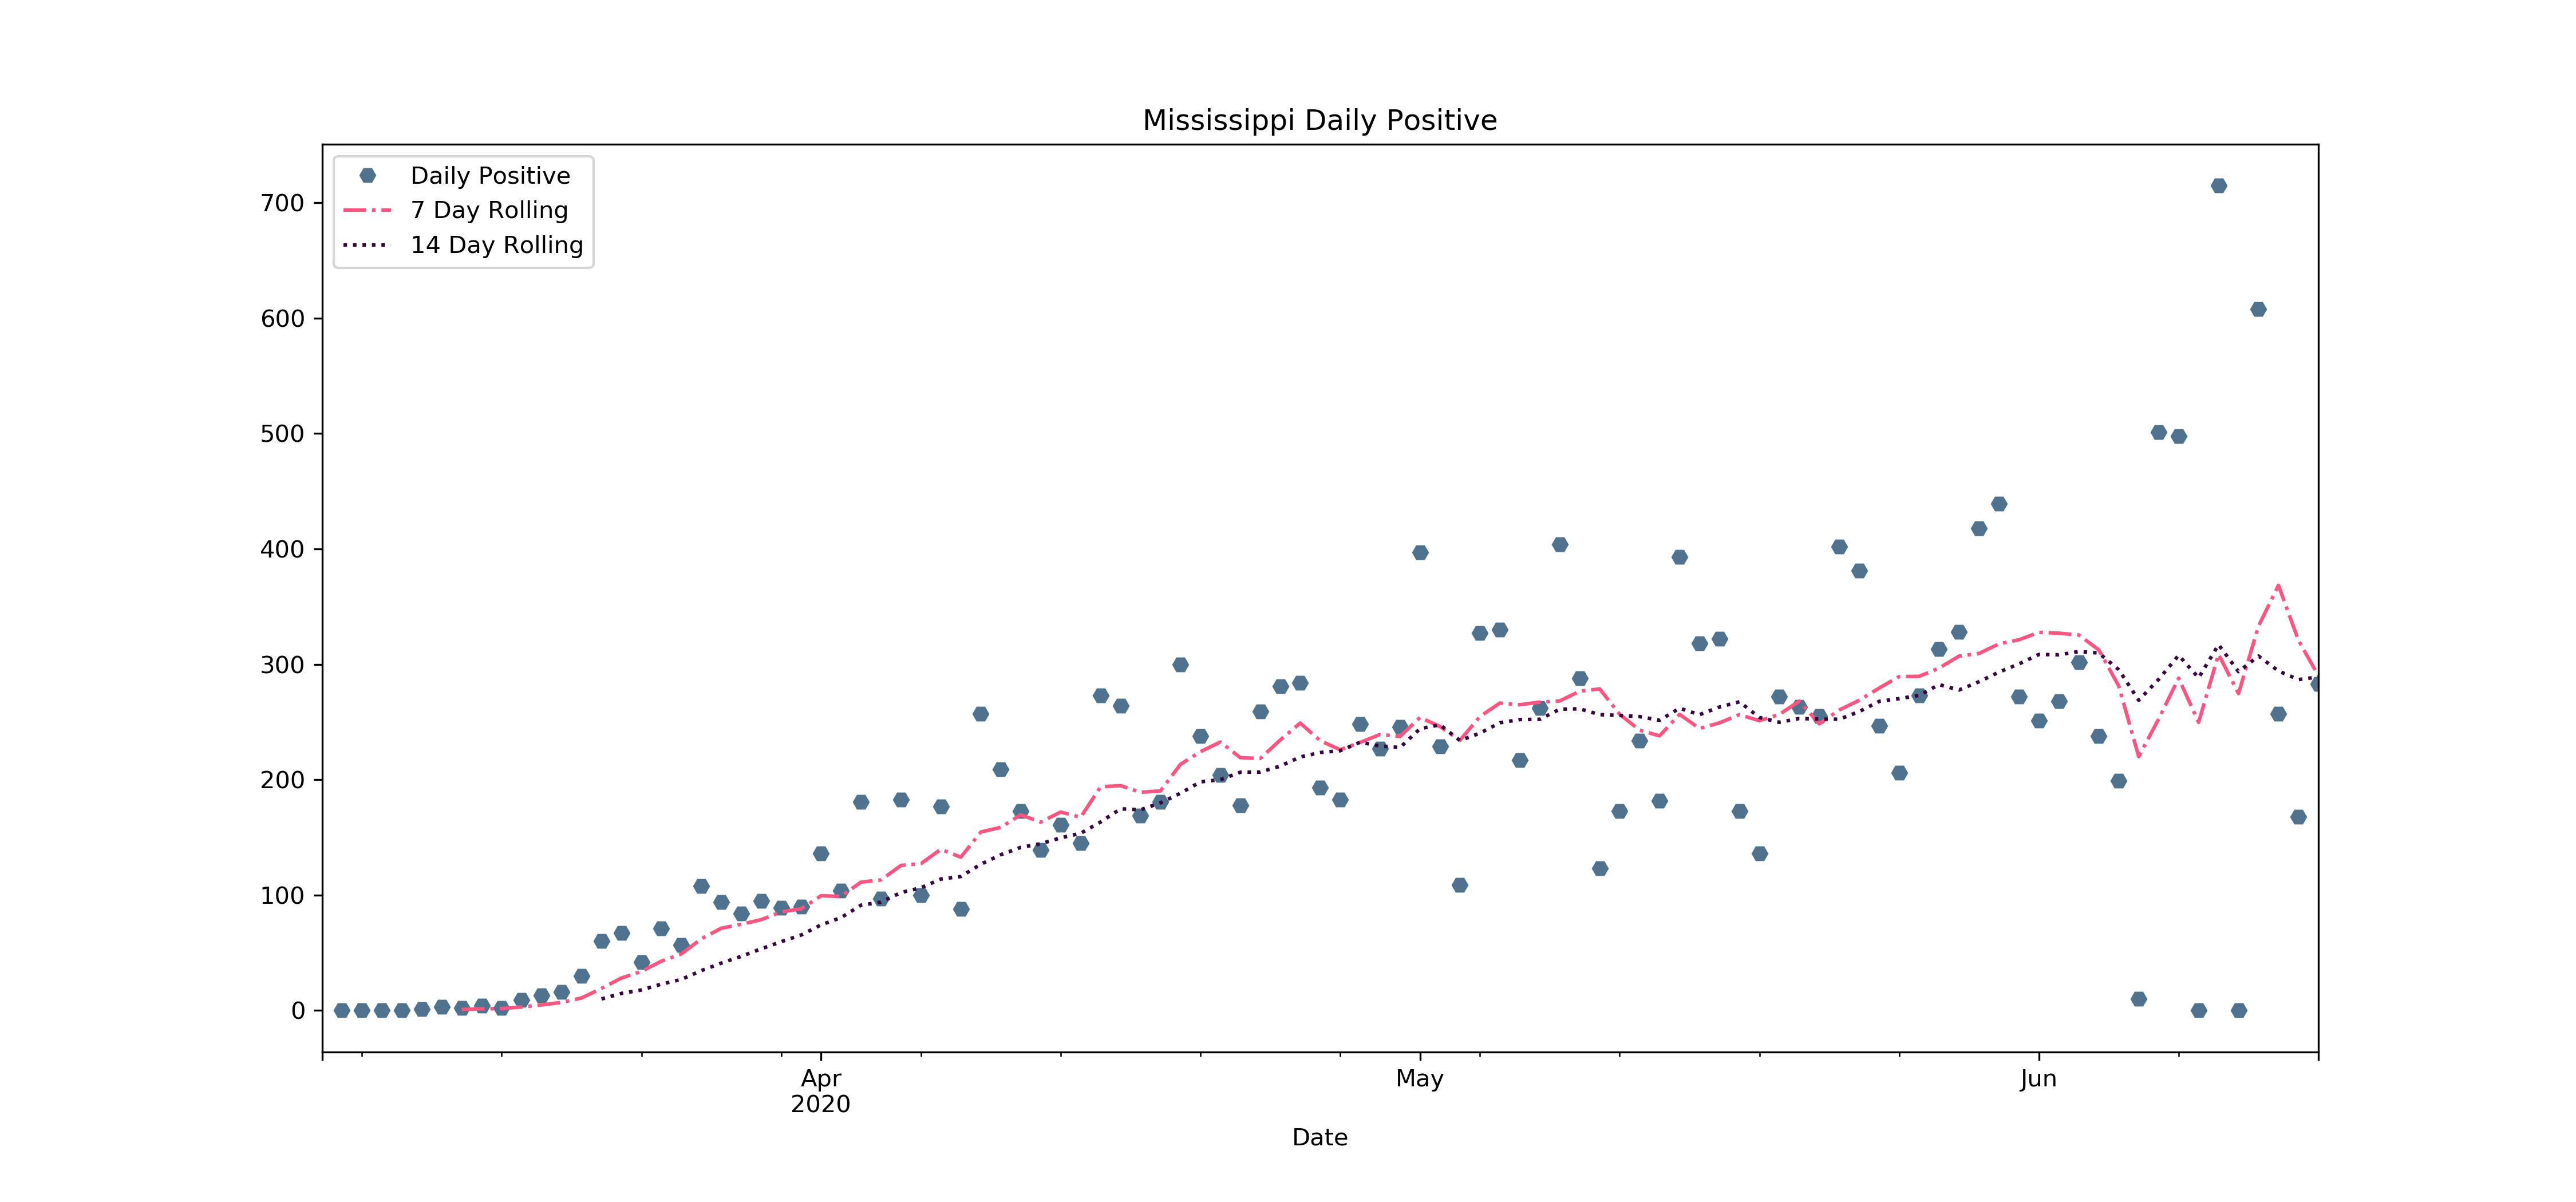 Mississippi Daily Positive
Daily Positive
7 Day Rolling
14 Day Rolling
700
600
500
400
300
200
100
0
Apr
2020
May
Jun
Date